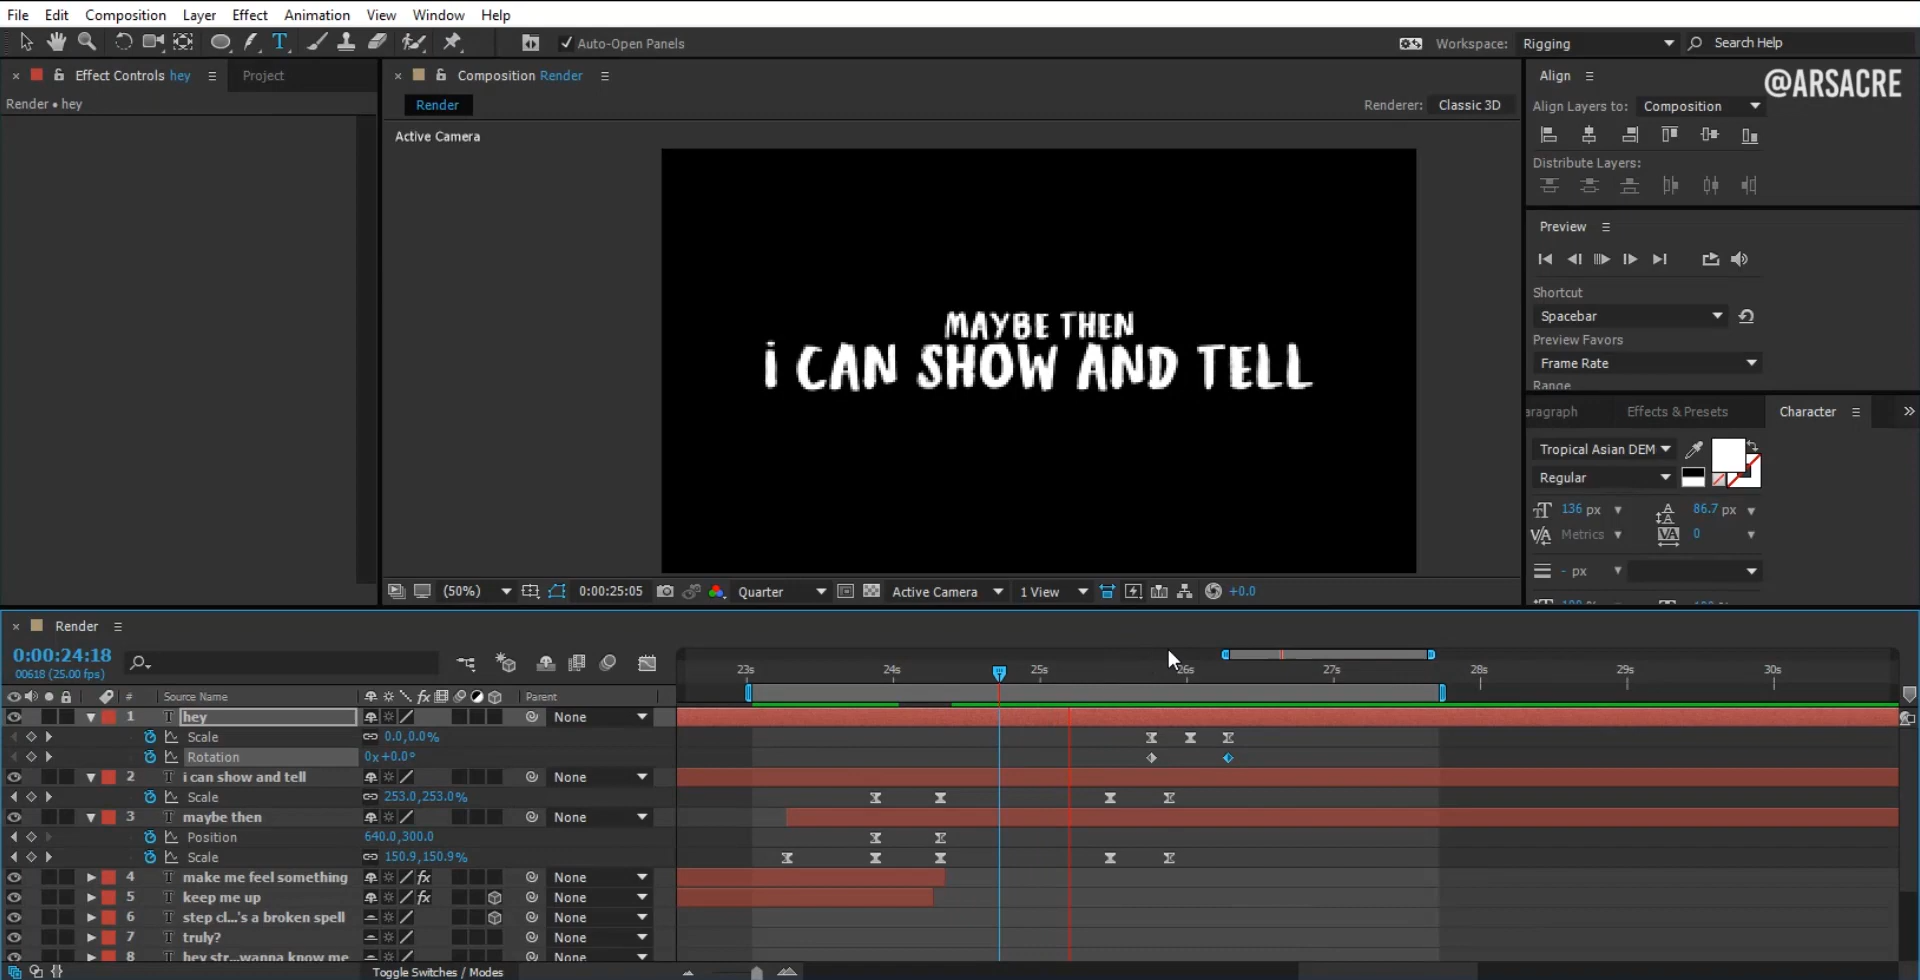 File Edit Composition Layer Effect Animation View Window Help
Auto-Open Panels
Workspace: Rigging
Search Help
Effect Controls hey
Project
Render • hey
Composition Render
Render
Renderer: Classic 3D
Active Camera
MAYBE THEN
i CAN SHOW AND TELL
(50%) 0:00:25:05 Quarter Active Camera 1 View +0.0
Align
@ARSACRE
Align Layers to: Composition
Distribute Layers:
Preview
Shortcut
Spacebar
Preview Favors
Frame Rate
Range
aragraph Effects & Presets Character
Tropical Asian DEM
Regular
136 px 86.7 px
Metrics 0
- px
Render
0:00:24:18
00618 (25.00 fps)
23s 24s 25s 26s 27s 28s 29s 30s
# Source Name fx Parent
1 T hey None
Scale 0.0,0.0%
Rotation 0x+0.0°
2 T i can show and tell None
Scale 253.0,253.0%
3 T maybe then None
Position 640.0,300.0
Scale 150.9,150.9%
4 T make me feel something fx None
5 T keep me up fx None
6 T step cl...'s a broken spell None
7 T truly? None
8 T hey str...wanna know me None
Toggle Switches / Modes